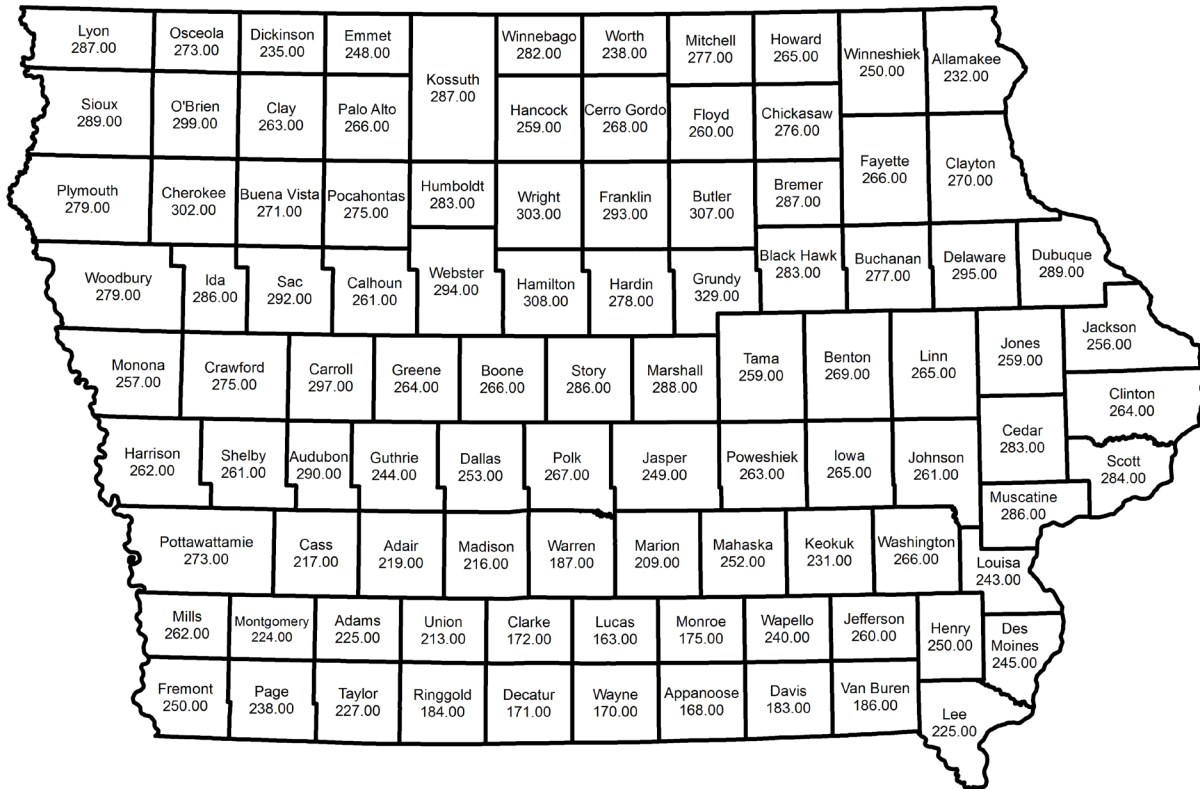 Lyon
287.00
Osceola
273.00
Dickinson
235.00
Emmet
248.00
Kossuth
287.00
Winnebago
282.00
Worth
238.00
Mitchell
277.00
Howard
265.00
Winneshiek
250.00
Allamakee
232.00
Sioux
289.00
O'Brien
299.00
Clay
263.00
Palo Alto
266.00
Hancock
259.00
Cerro Gordo
268.00
Floyd
260.00
Chickasaw
276.00
Fayette
266.00
Clayton
270.00
Plymouth
279.00
Cherokee
302.00
Buena Vista
271.00
Pocahontas
275.00
Humboldt
283.00
Wright
303.00
Franklin
293.00
Butler
307.00
Bremer
287.00
Woodbury
279.00
Ida
286.00
Sac
292.00
Calhoun
261.00
Webster
294.00
Hamilton
308.00
Hardin
278.00
Grundy
329.00
Black Hawk
283.00
Buchanan
277.00
Delaware
295.00
Dubuque
289.00
Monona
257.00
Crawford
275.00
Carroll
297.00
Greene
264.00
Boone
266.00
Story
286.00
Marshall
288.00
Tama
259.00
Benton
269.00
Linn
265.00
Jones
259.00
Jackson
256.00
Clinton
264.00
Harrison
262.00
Shelby
261.00
Audubon
290.00
Guthrie
244.00
Dallas
253.00
Polk
267.00
Jasper
249.00
Poweshiek
263.00
Iowa
265.00
Johnson
261.00
Cedar
283.00
Scott
284.00
Muscatine
286.00
Pottawattamie
273.00
Cass
217.00
Adair
219.00
Madison
216.00
Warren
187.00
Marion
209.00
Mahaska
252.00
Keokuk
231.00
Washington
266.00
Louisa
243.00
Mills
262.00
Montgomery
224.00
Adams
225.00
Union
213.00
Clarke
172.00
Lucas
163.00
Monroe
175.00
Wapello
240.00
Jefferson
260.00
Henry
250.00
Des
Moines
245.00
Fremont
250.00
Page
238.00
Taylor
227.00
Ringgold
184.00
Decatur
171.00
Wayne
170.00
Appanoose
168.00
Davis
183.00
Van Buren
186.00
Lee
225.00